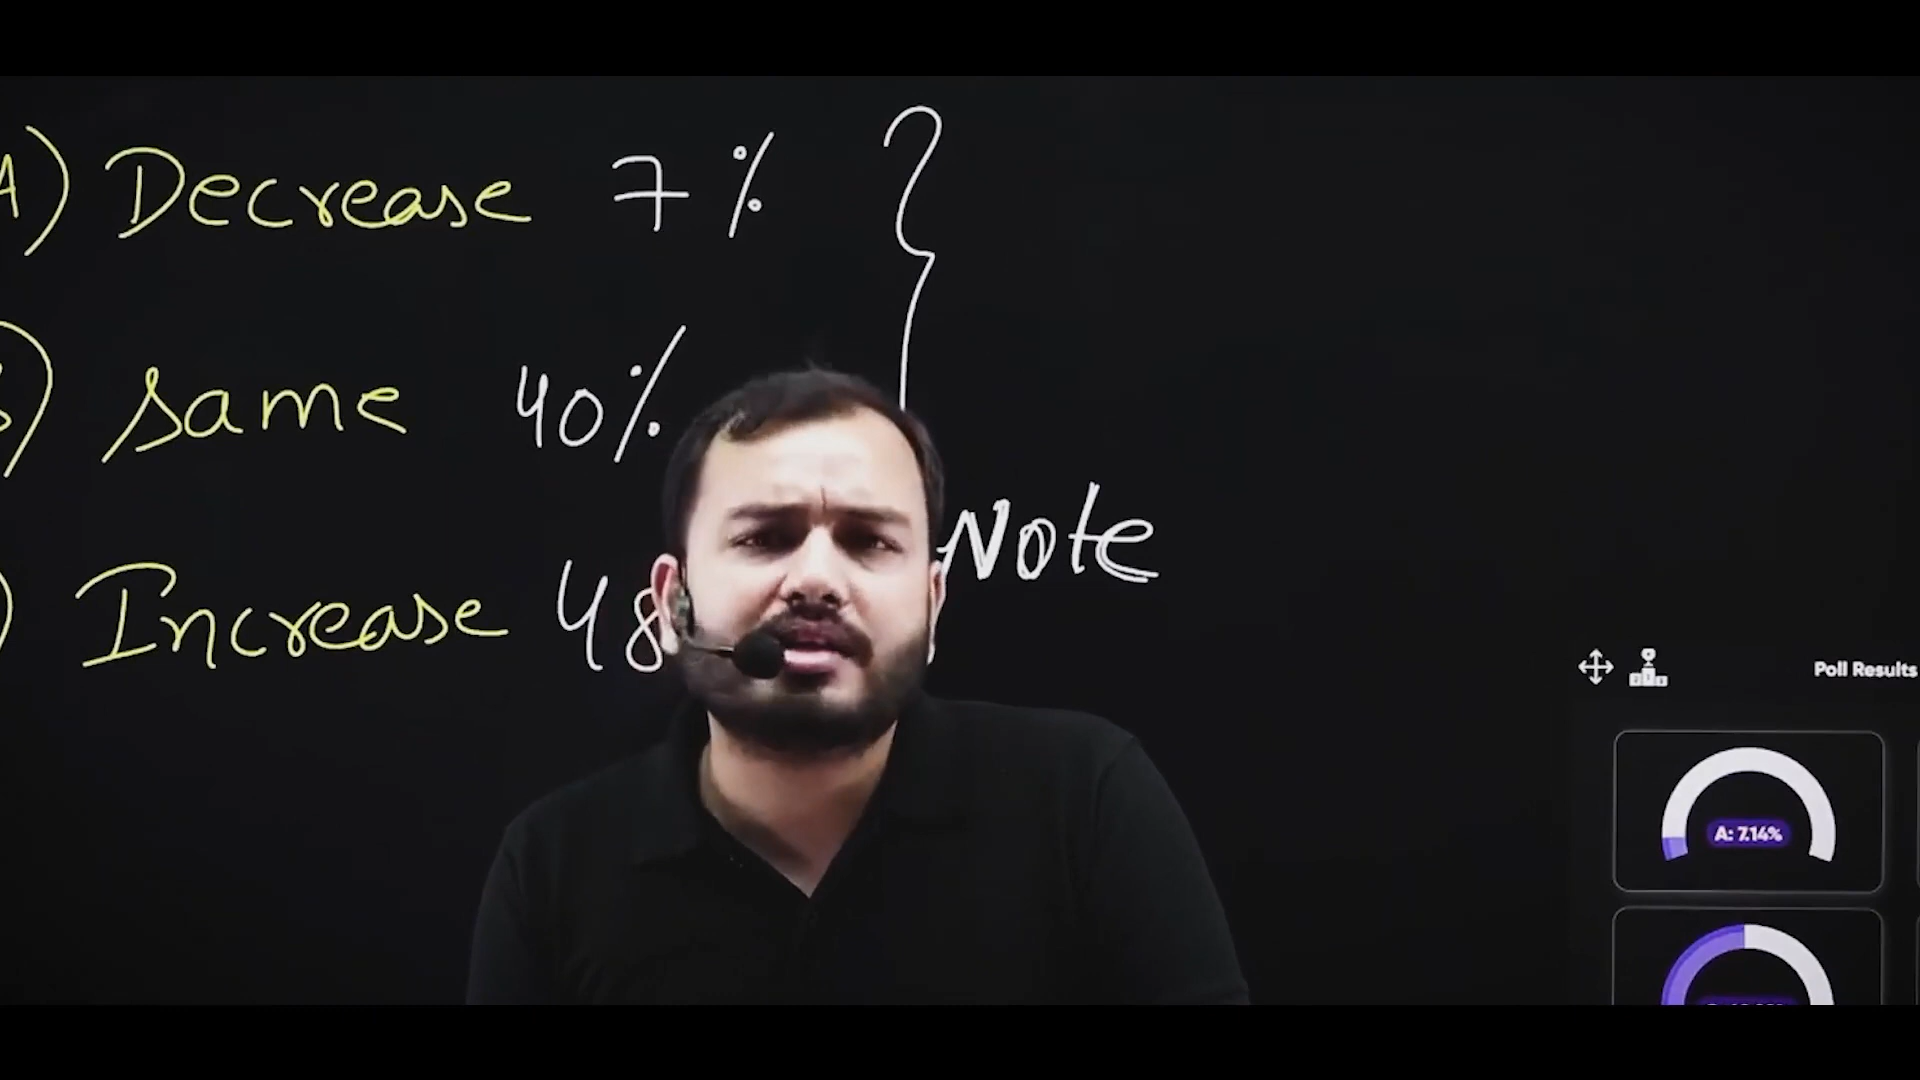 A) Decrease 7%
Same 40%
Note
) Increase 48
Poll Results
A: 7.14%